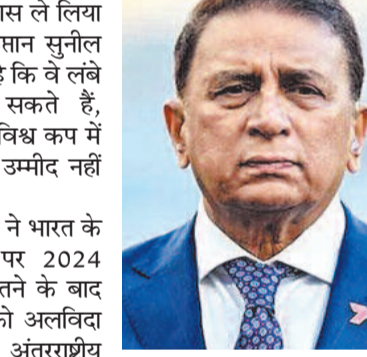 ास ले लिया
प्तान सुनील
है कि वे लंबे
सकते हैं,
विश्व कप में
उम्मीद नहीं
ने भारत के
पर 2024
तने के बाद
को अलविदा
अंतरराष्ट्रीय